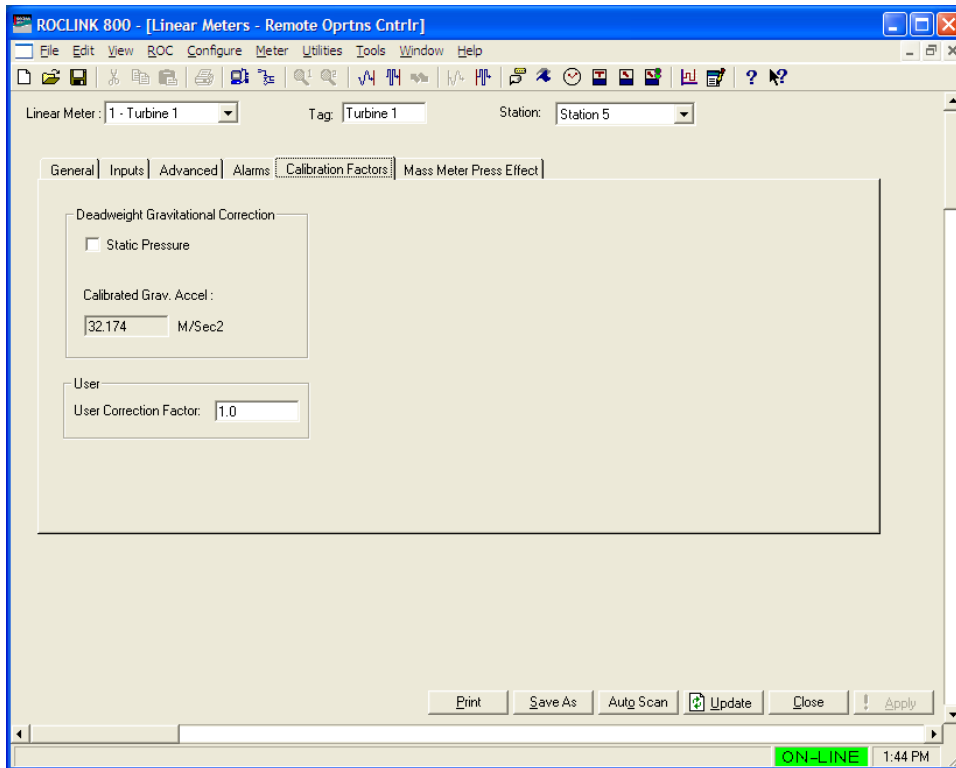 ROCLINK 800 - [Linear Meters - Remote Oprtns Cntrlr]
File Edit View ROC Configure Meter Utilities Tools Window Help
Linear Meter : 1 - Turbine 1 Tag: Turbine 1 Station: Station 5
General Inputs Advanced Alarms Calibration Factors Mass Meter Press Effect
Deadweight Gravitational Correction
Static Pressure
Calibrated Grav. Accel :
32.174 M/Sec2
User
User Correction Factor: 1.0
Print Save As Auto Scan Update Close ! Apply
ON-LINE 1:44 PM